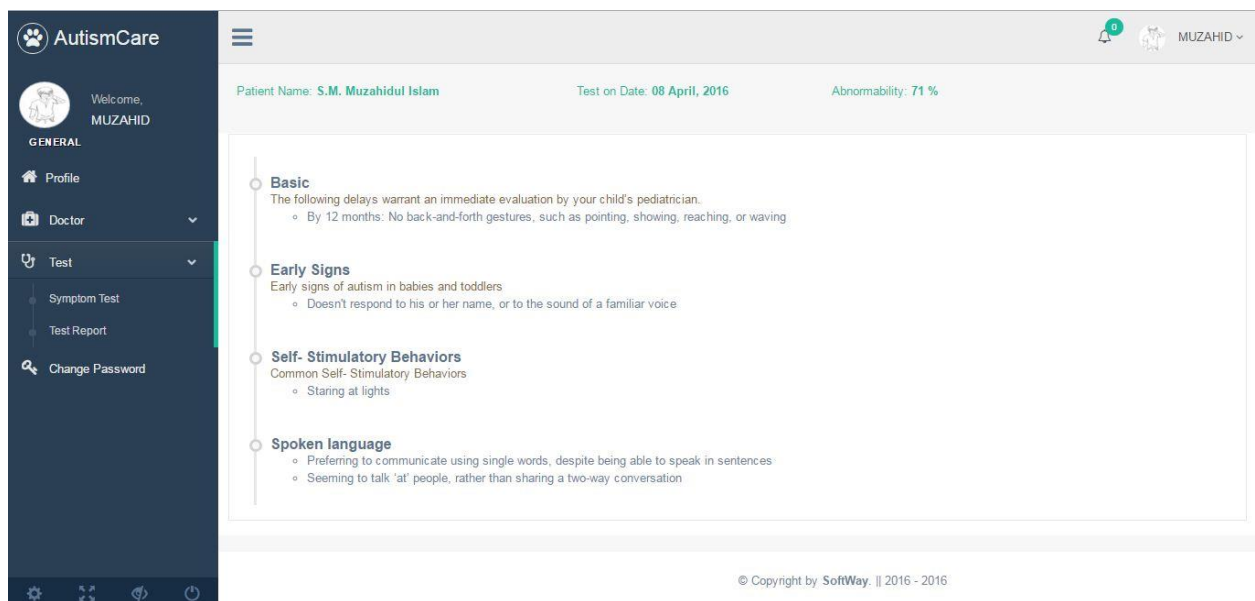 AutismCare
0
MUZAHID
Welcome,
MUZAHID
GENERAL
Profile
Doctor
Test
Symptom Test
Test Report
Change Password
Patient Name: S.M. Muzahidul Islam
Test on Date: 08 April, 2016
Abnormability: 71 %
Basic
The following delays warrant an immediate evaluation by your child's pediatrician.
By 12 months: No back-and-forth gestures, such as pointing, showing, reaching, or waving
Early Signs
Early signs of autism in babies and toddlers
Doesn't respond to his or her name, or to the sound of a familiar voice
Self- Stimulatory Behaviors
Common Self- Stimulatory Behaviors
Staring at lights
Spoken language
Preferring to communicate using single words, despite being able to speak in sentences
Seeming to talk ‘at’ people, rather than sharing a two-way conversation
© Copyright by SoftWay. || 2016 - 2016